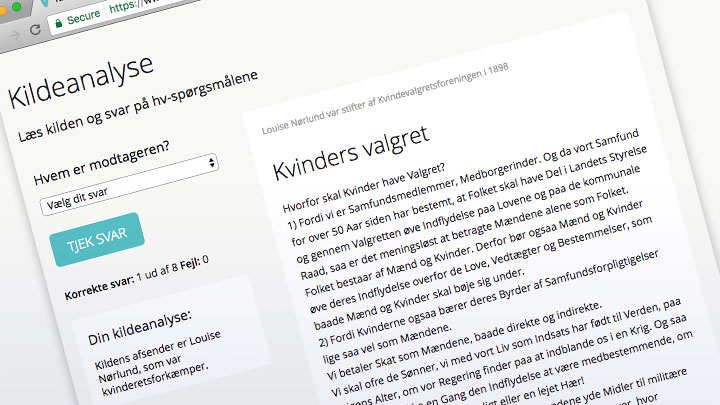 Secure https://w
Kildeanalyse
Læs kilden og svar på hv-spørgsmålene
Hvem er modtageren?
Vælg dit svar
TJEK SVAR
Korrekte svar: 1 ud af 8 Fejl: 0
Din kildeanalyse:
Kildens afsender er Louise
Nørlund, som var
kvinderetsforkæmper.
Louise Nørlund var stifter af Kvindevalgretsforeningen i 1898
Kvinders valgret
Hvorfor skal Kvinder have Valgret?
1) Fordi vi er Samfundsmedlemmer, Medborgerinder. Og da vort Samfund
for over 50 Aar siden har bestemt, at Folket skal have Del i Landets Styrelse
og gennem Valgretten øve Indflydelse paa Lovene og paa de kommunale
Raad, saa er det meningsløst at betragte Mændene alene som Folket.
Folket bestaar af Mænd og Kvinder. Derfor bør ogsaa Mænd og Kvinder
øve deres Indflydelse overfor de Love, Vedtægter og Bestemmelser, som
baade Mænd og Kvinder skal bøje sig under.
2) Fordi Kvinderne ogsaa bærer deres Byrder af Samfundsforpligtigelser
lige saa vel som Mændene.
Vi betaler Skat som Mændene, baade direkte og indirekte.
Vi skal ofre de Sønner, vi med vort Liv som Indsats har født til Verden, paa
Alter, om vor Regering finder paa at indblande os i en Krig. Og saa
en Gang den Indflydelse at være medbestemmende, om
eller en lejet Hær!
yde Midler til militære
hvor